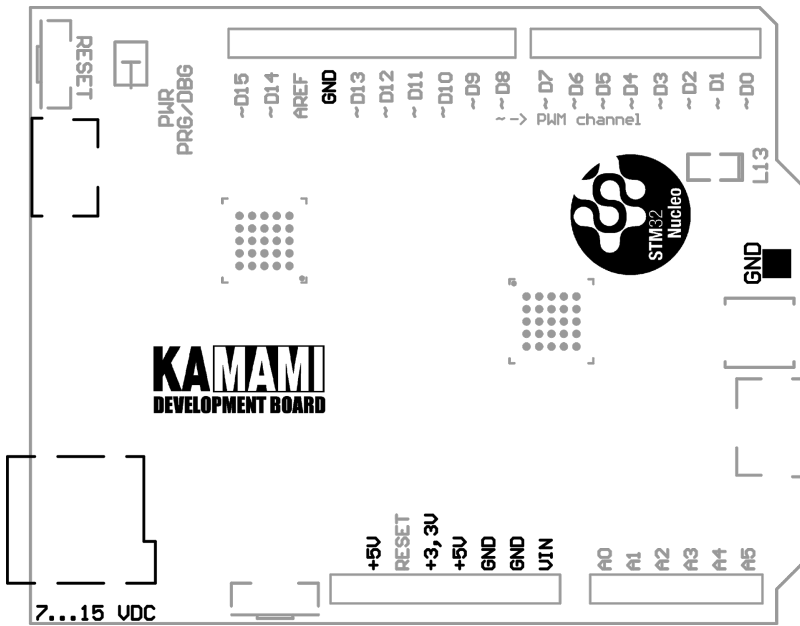 RESET
PWR
PRG/DBG
~D15
~D14
AREF
GND
~D13
~D12
~D11
~D10
~D9
~D8
~D7
~D6
~D5
~D4
~D3
~D2
~D1
~D0
~-> PWM channel
L13
STM32
Nucleo
GND
KAMAMI
DEVELOPMENT BOARD
+5V
RESET
+3,3V
+5V
GND
GND
VIN
A0
A1
A2
A3
A4
A5
7...15 VDC